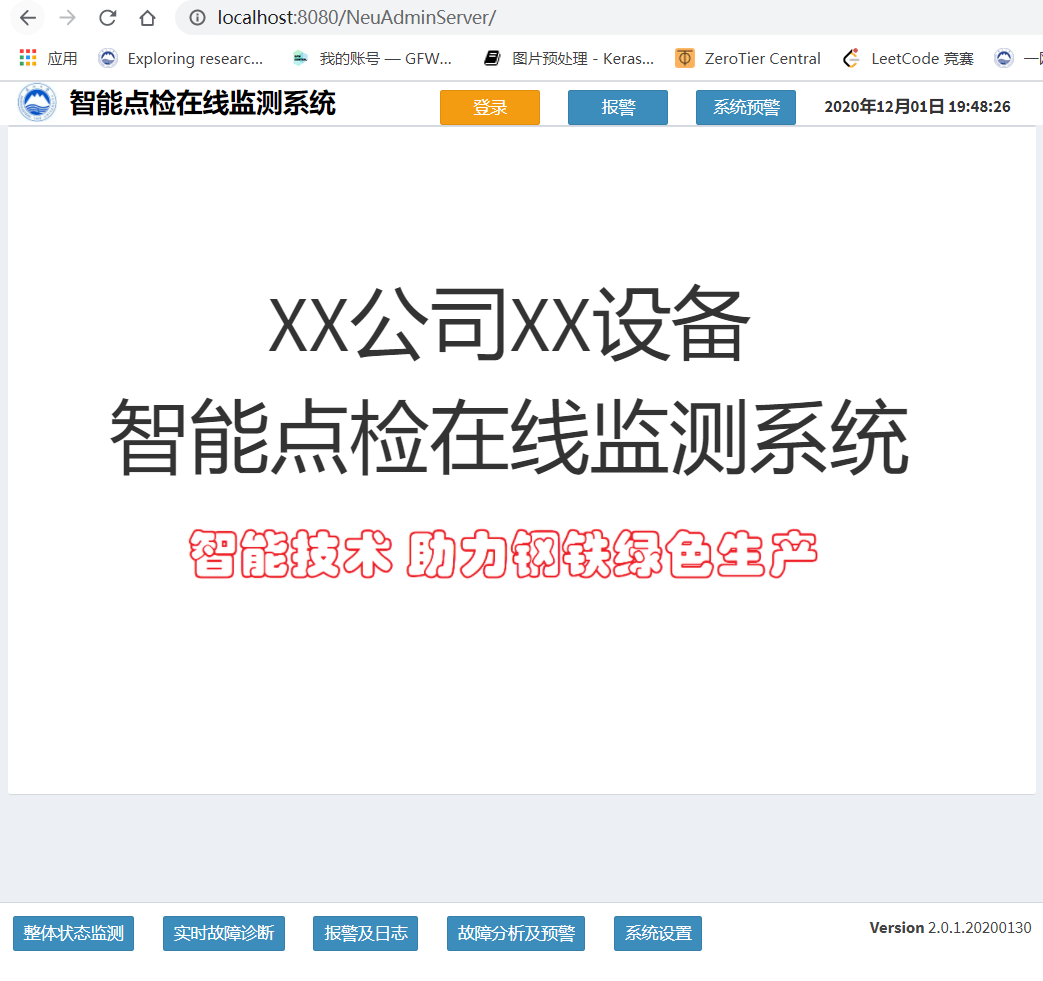 localhost:8080/NeuAdminServer/
应用 Exploring researc... 我的账号 — GFW... 图片预处理 - Keras... ZeroTier Central LeetCode 竞赛
智能点检在线监测系统 登录 报警 系统预警 2020年12月01日 19:48:26
XX公司XX设备
智能点检在线监测系统
智能技术 助力钢铁绿色生产
整体状态监测 实时故障诊断 报警及日志 故障分析及预警 系统设置 Version 2.0.1.20200130